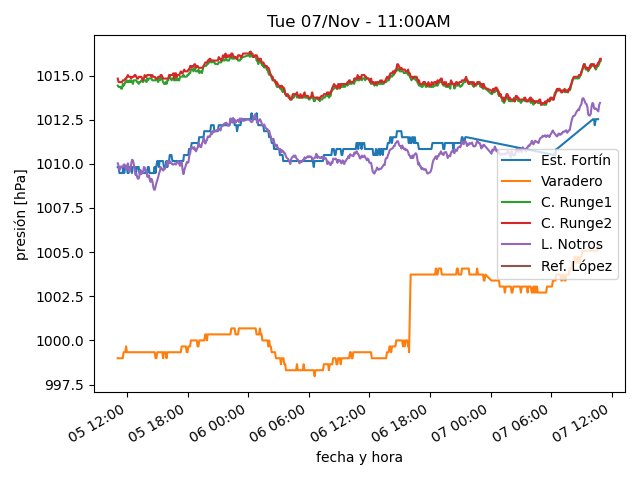 Tue 07/Nov - 11:00AM
presión [hPa]
1015.0
1012.5
1010.0
1007.5
1005.0
1002.5
1000.0
997.5
Est. Fortín
Varadero
C. Runge1
C. Runge2
L. Notros
Ref. López
05 12:00
05 18:00
06 00:00
06 06:00
06 12:00
06 18:00
07 00:00
07 06:00
07 12:00
fecha y hora